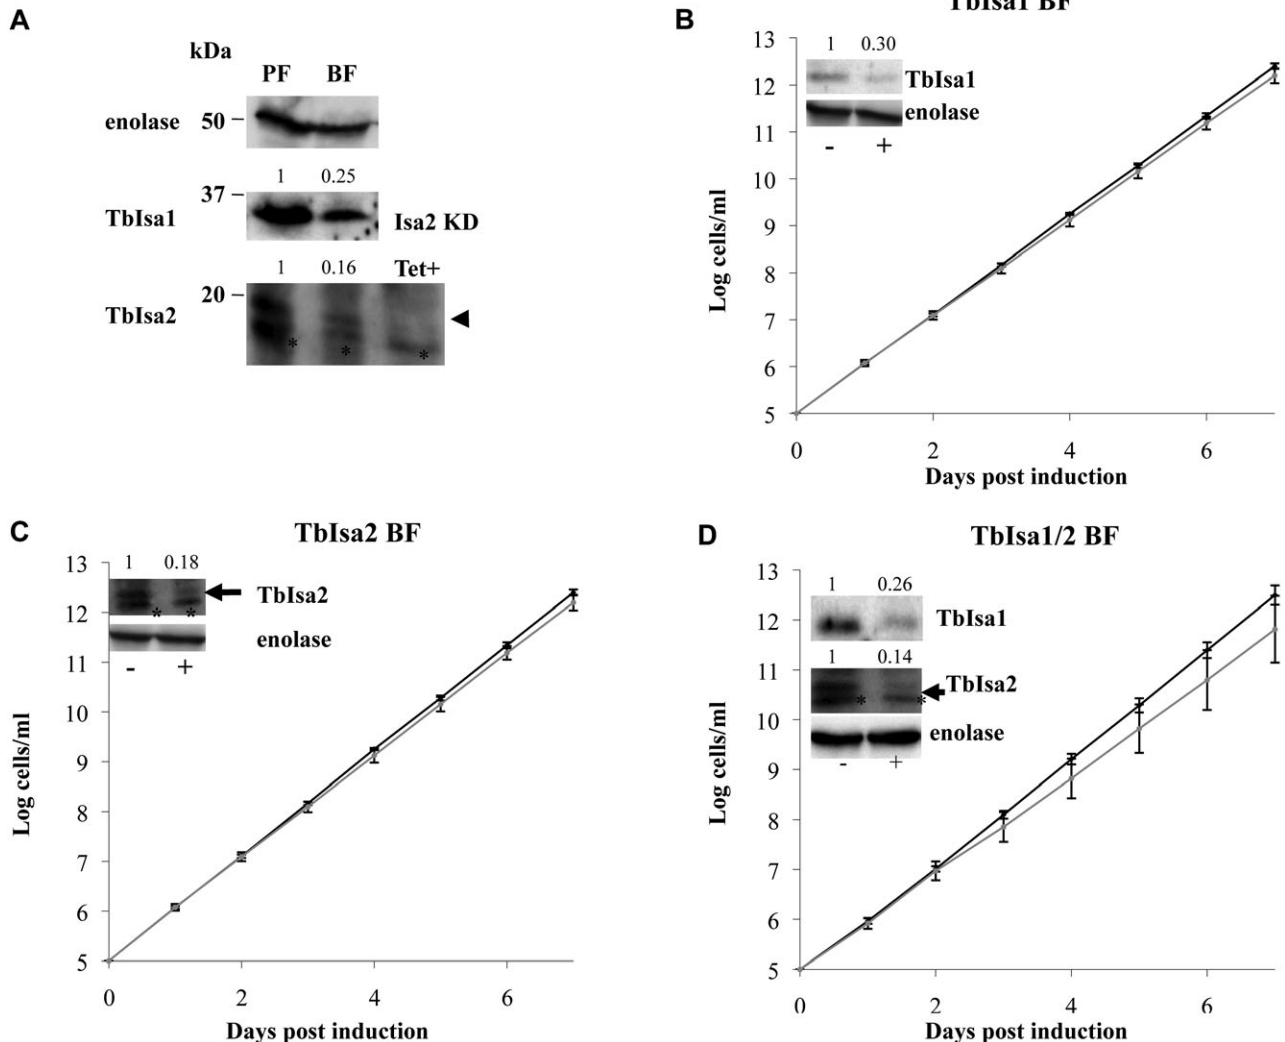 A
kDa
PF BF
enolase 50
1 0.25
37
TbIsa1 Isa2 KD
1 0.16 Tet+
20
TbIsa2
* * *
B
TbIsa1 BF
13
12
11
10
9
8
7
6
5
Log cells/ml
1 0.30
TbIsa1
enolase
- +
0 2 4 6
Days post induction
C
TbIsa2 BF
13
12
11
10
9
8
7
6
5
Log cells/ml
1 0.18
TbIsa2
* *
enolase
- +
0 2 4 6
Days post induction
D
TbIsa1/2 BF
13
12
11
10
9
8
7
6
5
Log cells/ml
1 0.26
TbIsa1
1 0.14
TbIsa2
* *
enolase
- +
0 2 4 6
Days post induction